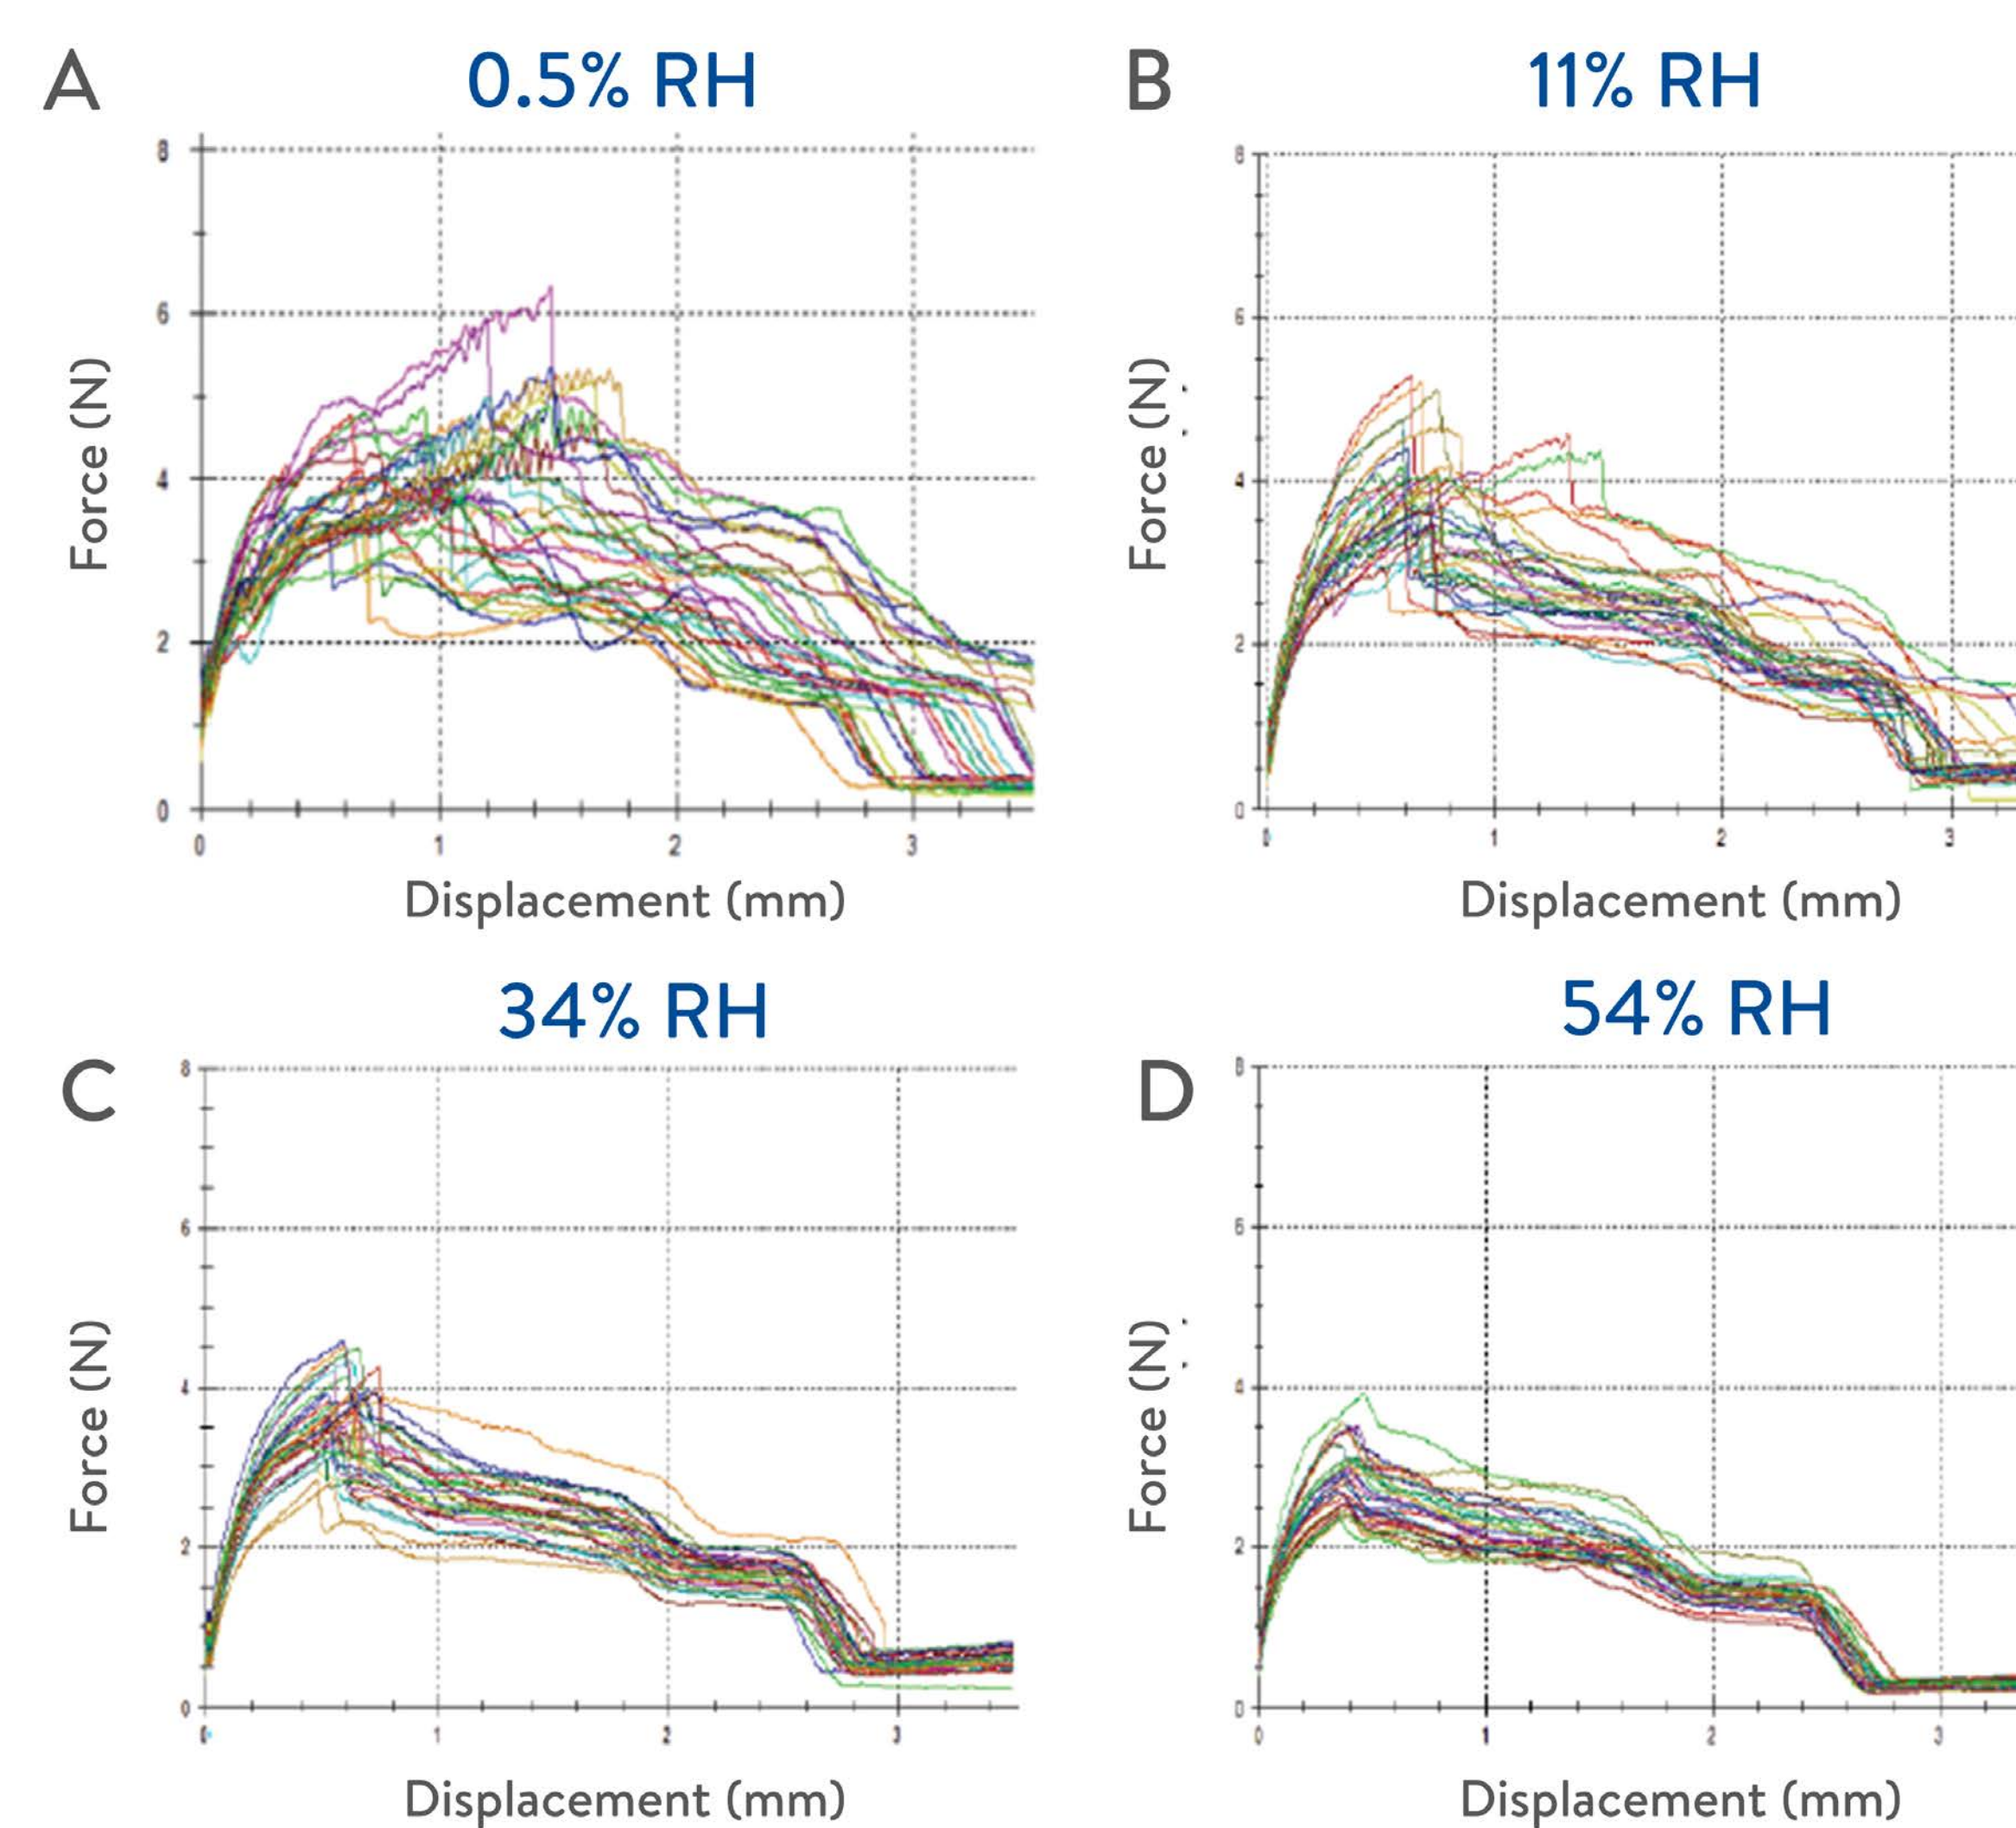 A 0.5% RH
B 11% RH
8
6
4
2
0
Force (N)
0 1 2 3
Displacement (mm)
8
6
4
2
0
Force (N)
0 1 2 3
Displacement (mm)
34% RH
54% RH
C
D
8
6
4
2
0
Force (N)
0 1 2 3
Displacement (mm)
8
6
4
2
0
Force (N)
0 1 2 3
Displacement (mm)